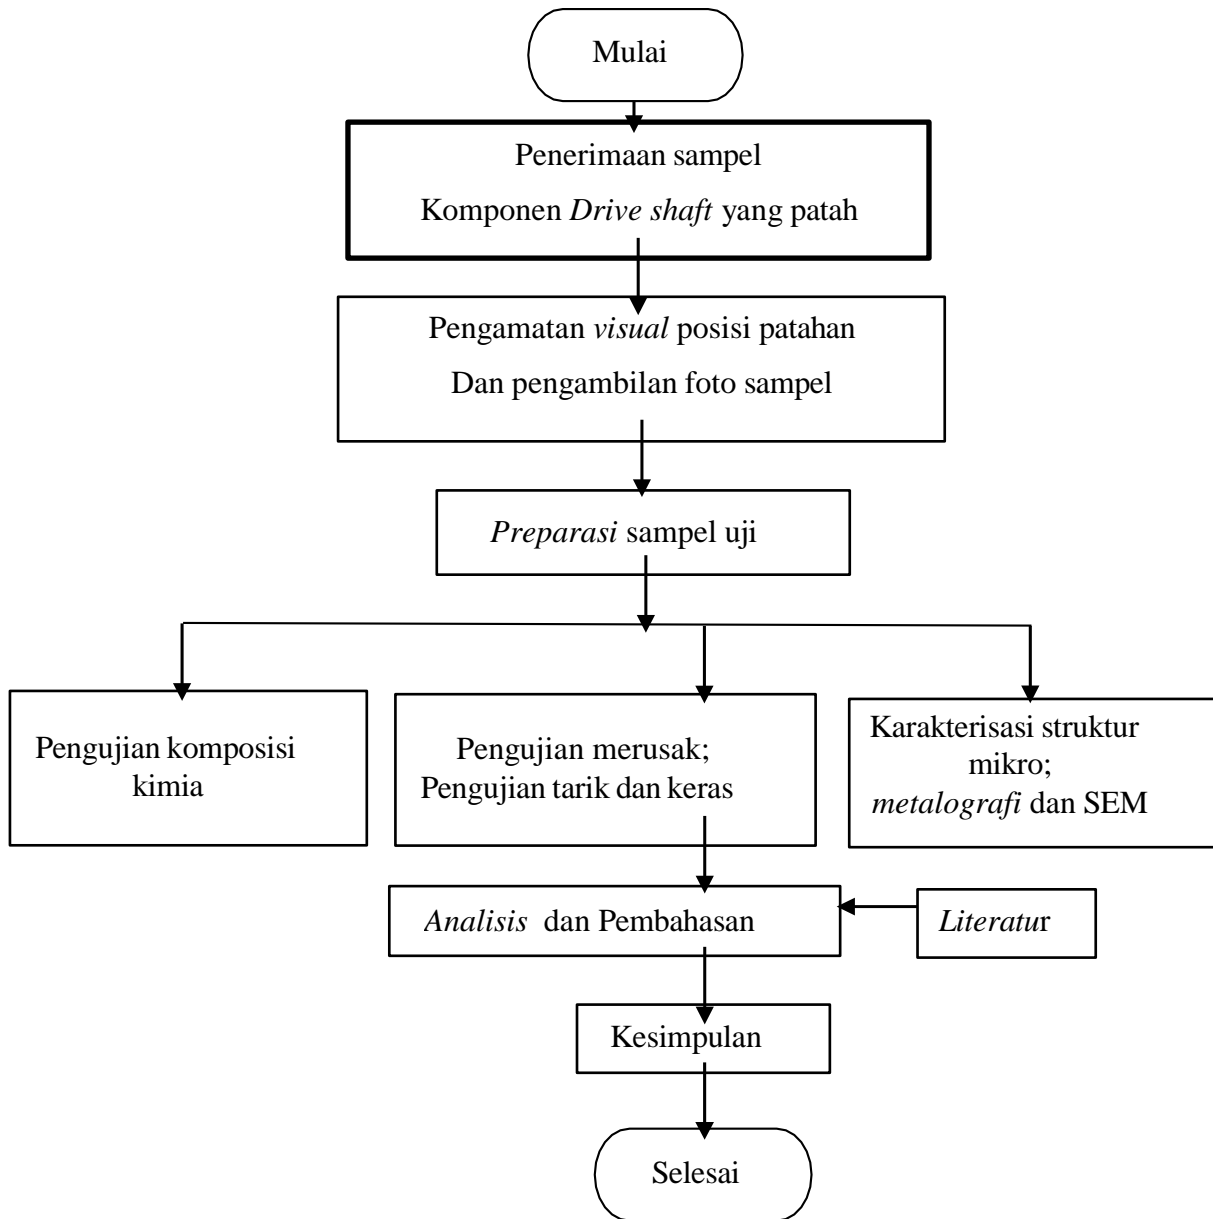 Mulai
Penerimaan sampel
Komponen Drive shaft yang patah
Pengamatan visual posisi patahan
Dan pengambilan foto sampel
Preparasi sampel uji
Pengujian komposisi
kimia
Pengujian merusak;
Pengujian tarik dan keras
Karakterisasi struktur
mikro;
metalografi dan SEM
Analisis dan Pembahasan
Literatur
Kesimpulan
Selesai